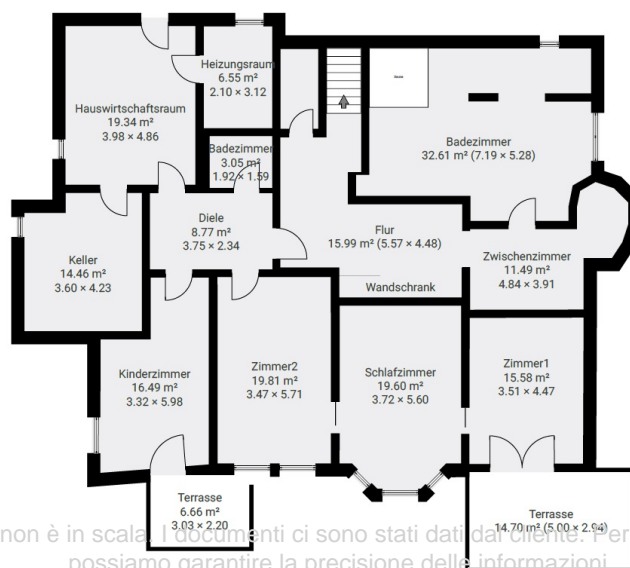 Heizungsraum
6.55 m²
2.10 × 3.12
Hauswirtschaftsraum
19.34 m²
3.98 × 4.86
Badezimmer
3.05 m²
1.92 × 1.59
Badezimmer
32.61 m² (7.19 × 5.28)
Diele
8.77 m²
3.75 × 2.34
Flur
15.99 m² (5.57 × 4.48)
Keller
14.46 m²
3.60 × 4.23
Zwischenzimmer
11.49 m²
4.84 × 3.91
Wandschrank
Kinderzimmer
16.49 m²
3.32 × 5.98
Zimmer2
19.81 m²
3.47 × 5.71
Schlafzimmer
19.60 m²
3.72 × 5.60
Zimmer1
15.58 m²
3.51 × 4.47
Terrasse
6.66 m²
3.03 × 2.20
Terrasse
14.70 m² (5.00 × 2.94)
non è in scala. I documenti ci sono stati dati dal cliente. Per
possiamo garantire la precisione delle informazioni